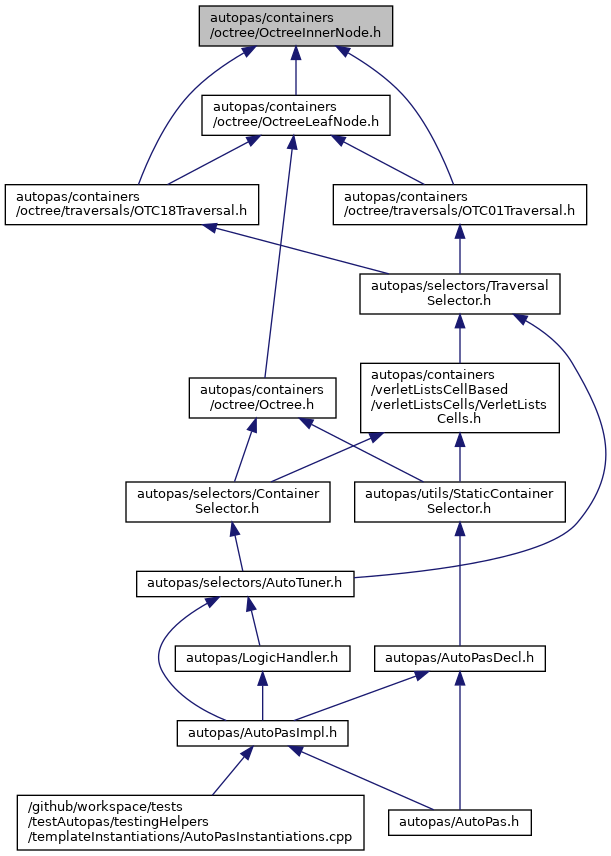 autopas/containers
/octree/OctreeInnerNode.h
autopas/containers
/octree/OctreeLeafNode.h
autopas/containers
/octree/traversals/OTC18Traversal.h
autopas/containers
/octree/traversals/OTC01Traversal.h
autopas/selectors/Traversal
Selector.h
autopas/containers
/octree/Octree.h
autopas/containers
/verletListsCellBased
/verletListsCells/VerletLists
Cells.h
autopas/selectors/Container
Selector.h
autopas/utils/StaticContainer
Selector.h
autopas/selectors/AutoTuner.h
autopas/LogicHandler.h
autopas/AutoPasDecl.h
autopas/AutoPasImpl.h
/github/workspace/tests
/testAutopas/testingHelpers
/templateInstantiations/AutoPasInstantiations.cpp
autopas/AutoPas.h